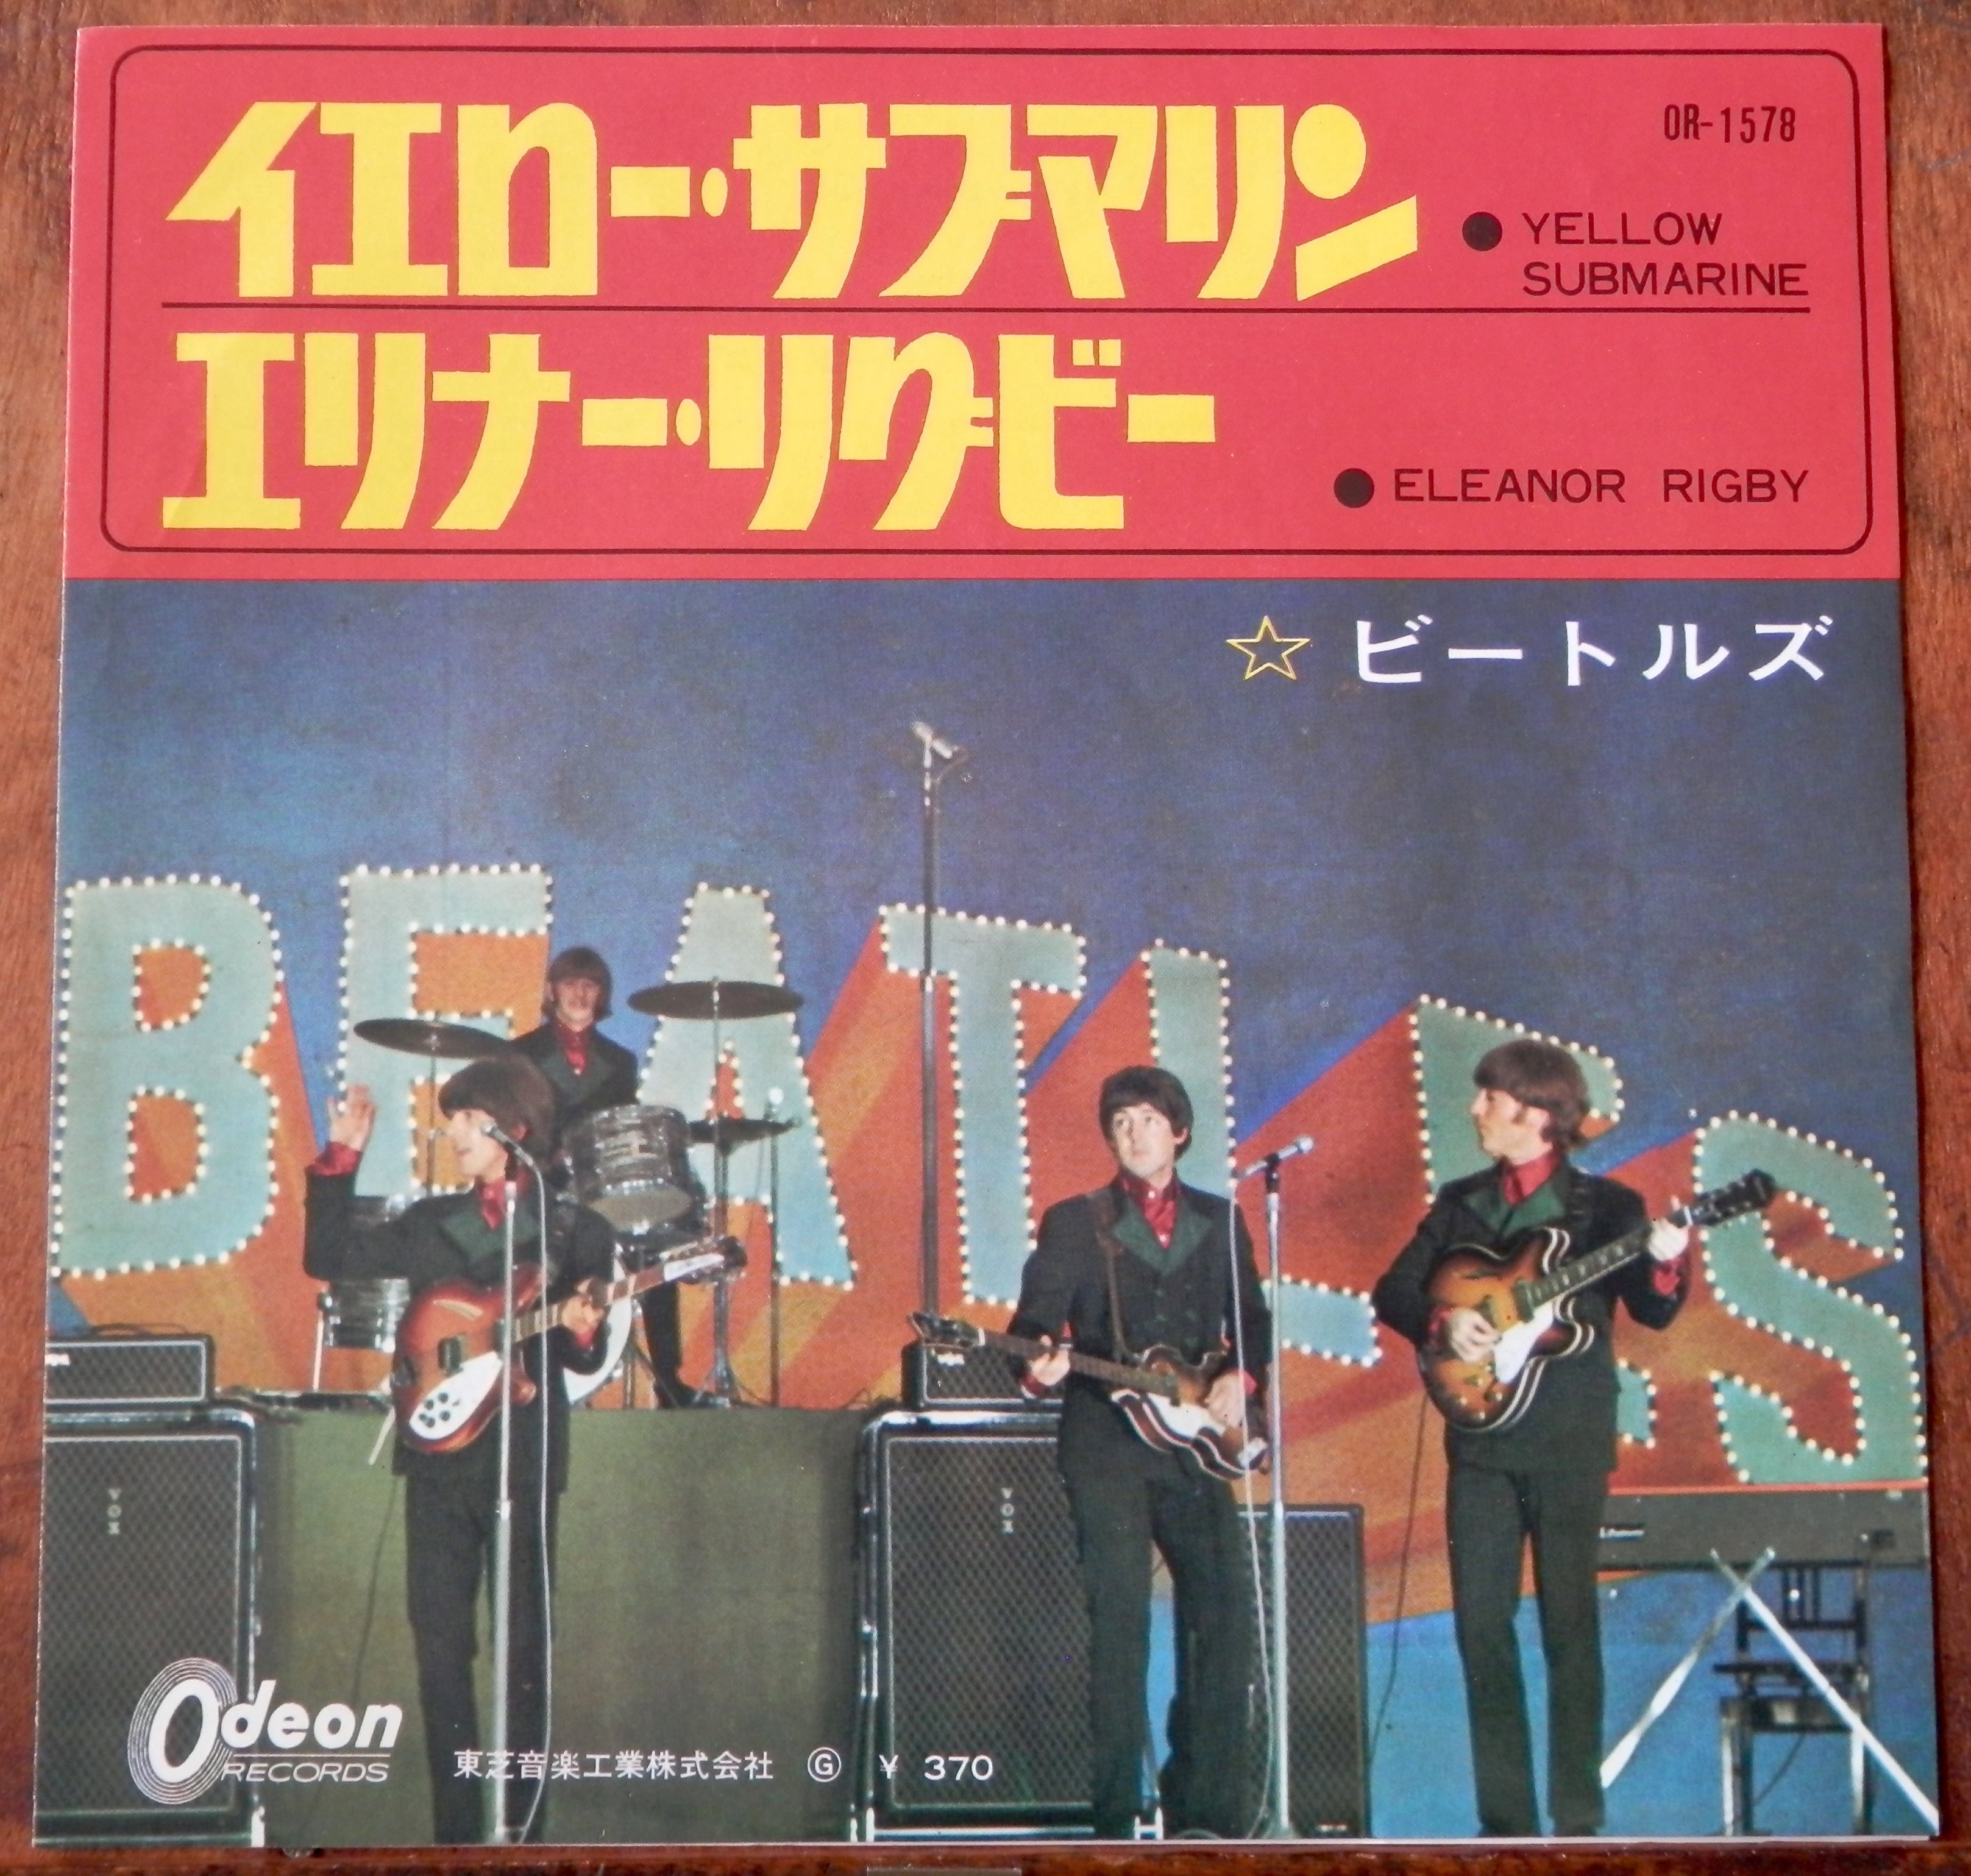 イエロー・サブマリン
OR-1578
● YELLOW
SUBMARINE
エリナー・リグビー
● ELEANOR RIGBY
☆ ビートルズ
BEATLES
VOX
VOX
Odeon
RECORDS
東芝音楽工業株式会社 Ⓖ ¥ 370